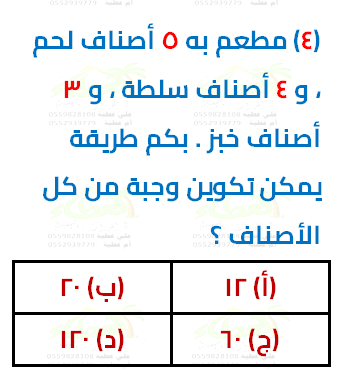 (٤) مطعم به ٥ أصناف لحم
، و ٤ أصناف سلطة ، و ٣
أصناف خبز . بكم طريقة
يمكن تكوين وجبة من كل
الأصناف ؟
(أ) ١٢
(ب) ٢٠
(ج) ٦٠
(د) ١٢٠